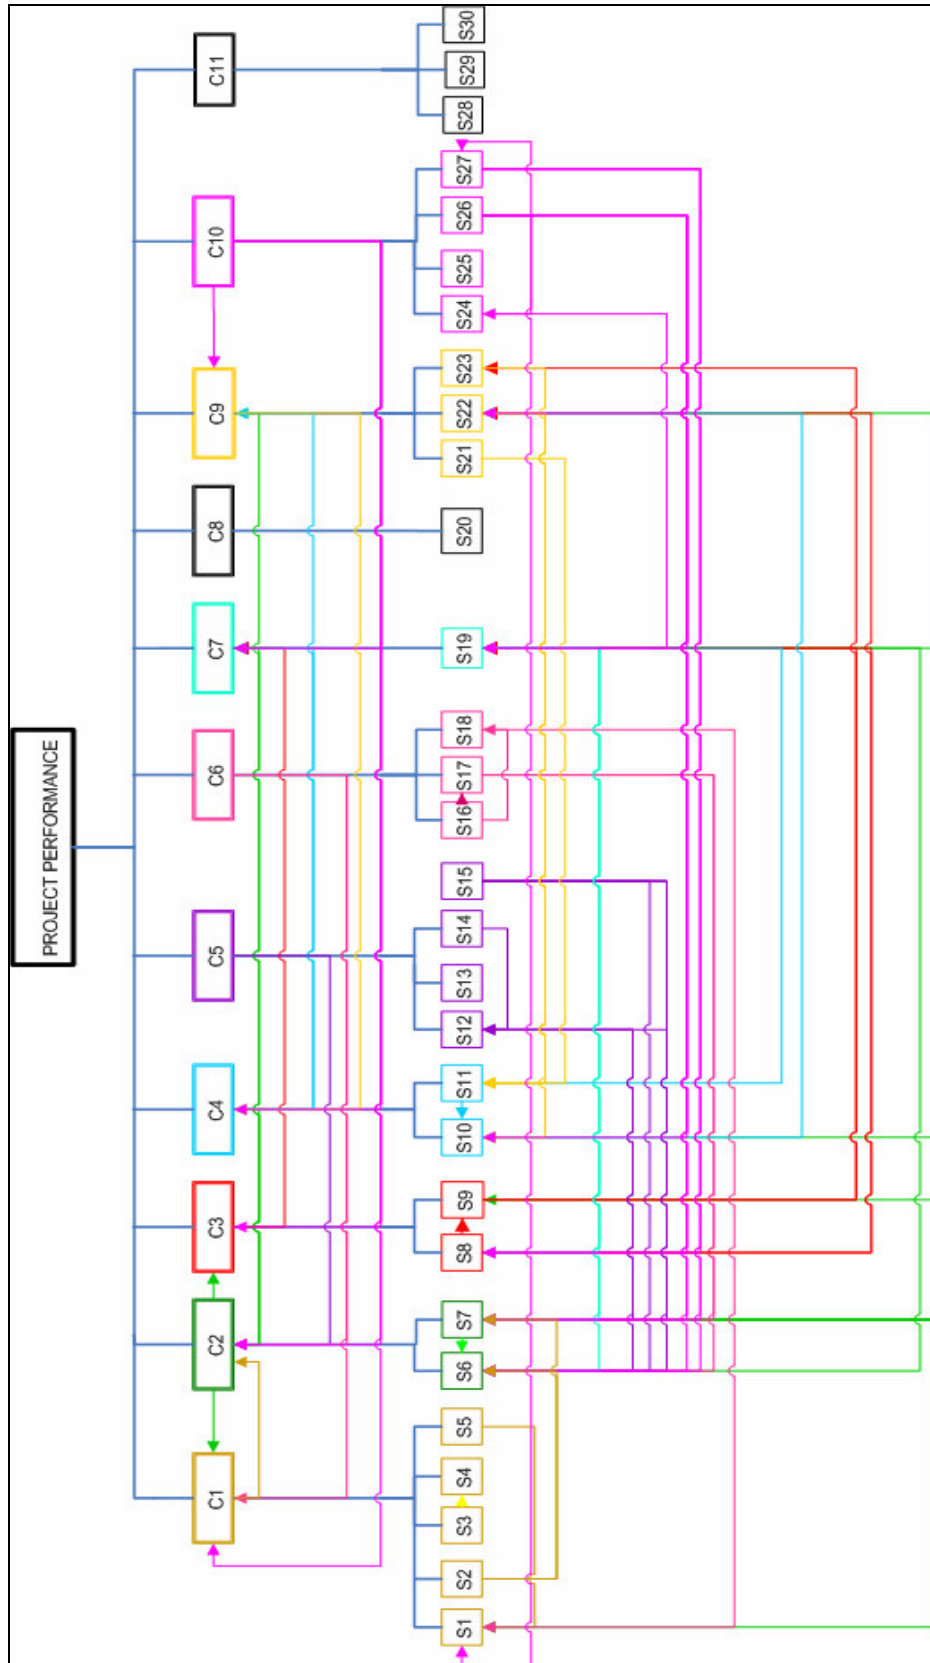 PROJECT PERFORMANCE
C1
C2
C3
C4
C5
C6
C7
C8
C9
C10
C11
S1
S2
S3
S4
S5
S6
S7
S8
S9
S10
S11
S12
S13
S14
S15
S16
S17
S18
S19
S20
S21
S22
S23
S24
S25
S26
S27
S28
S29
S30